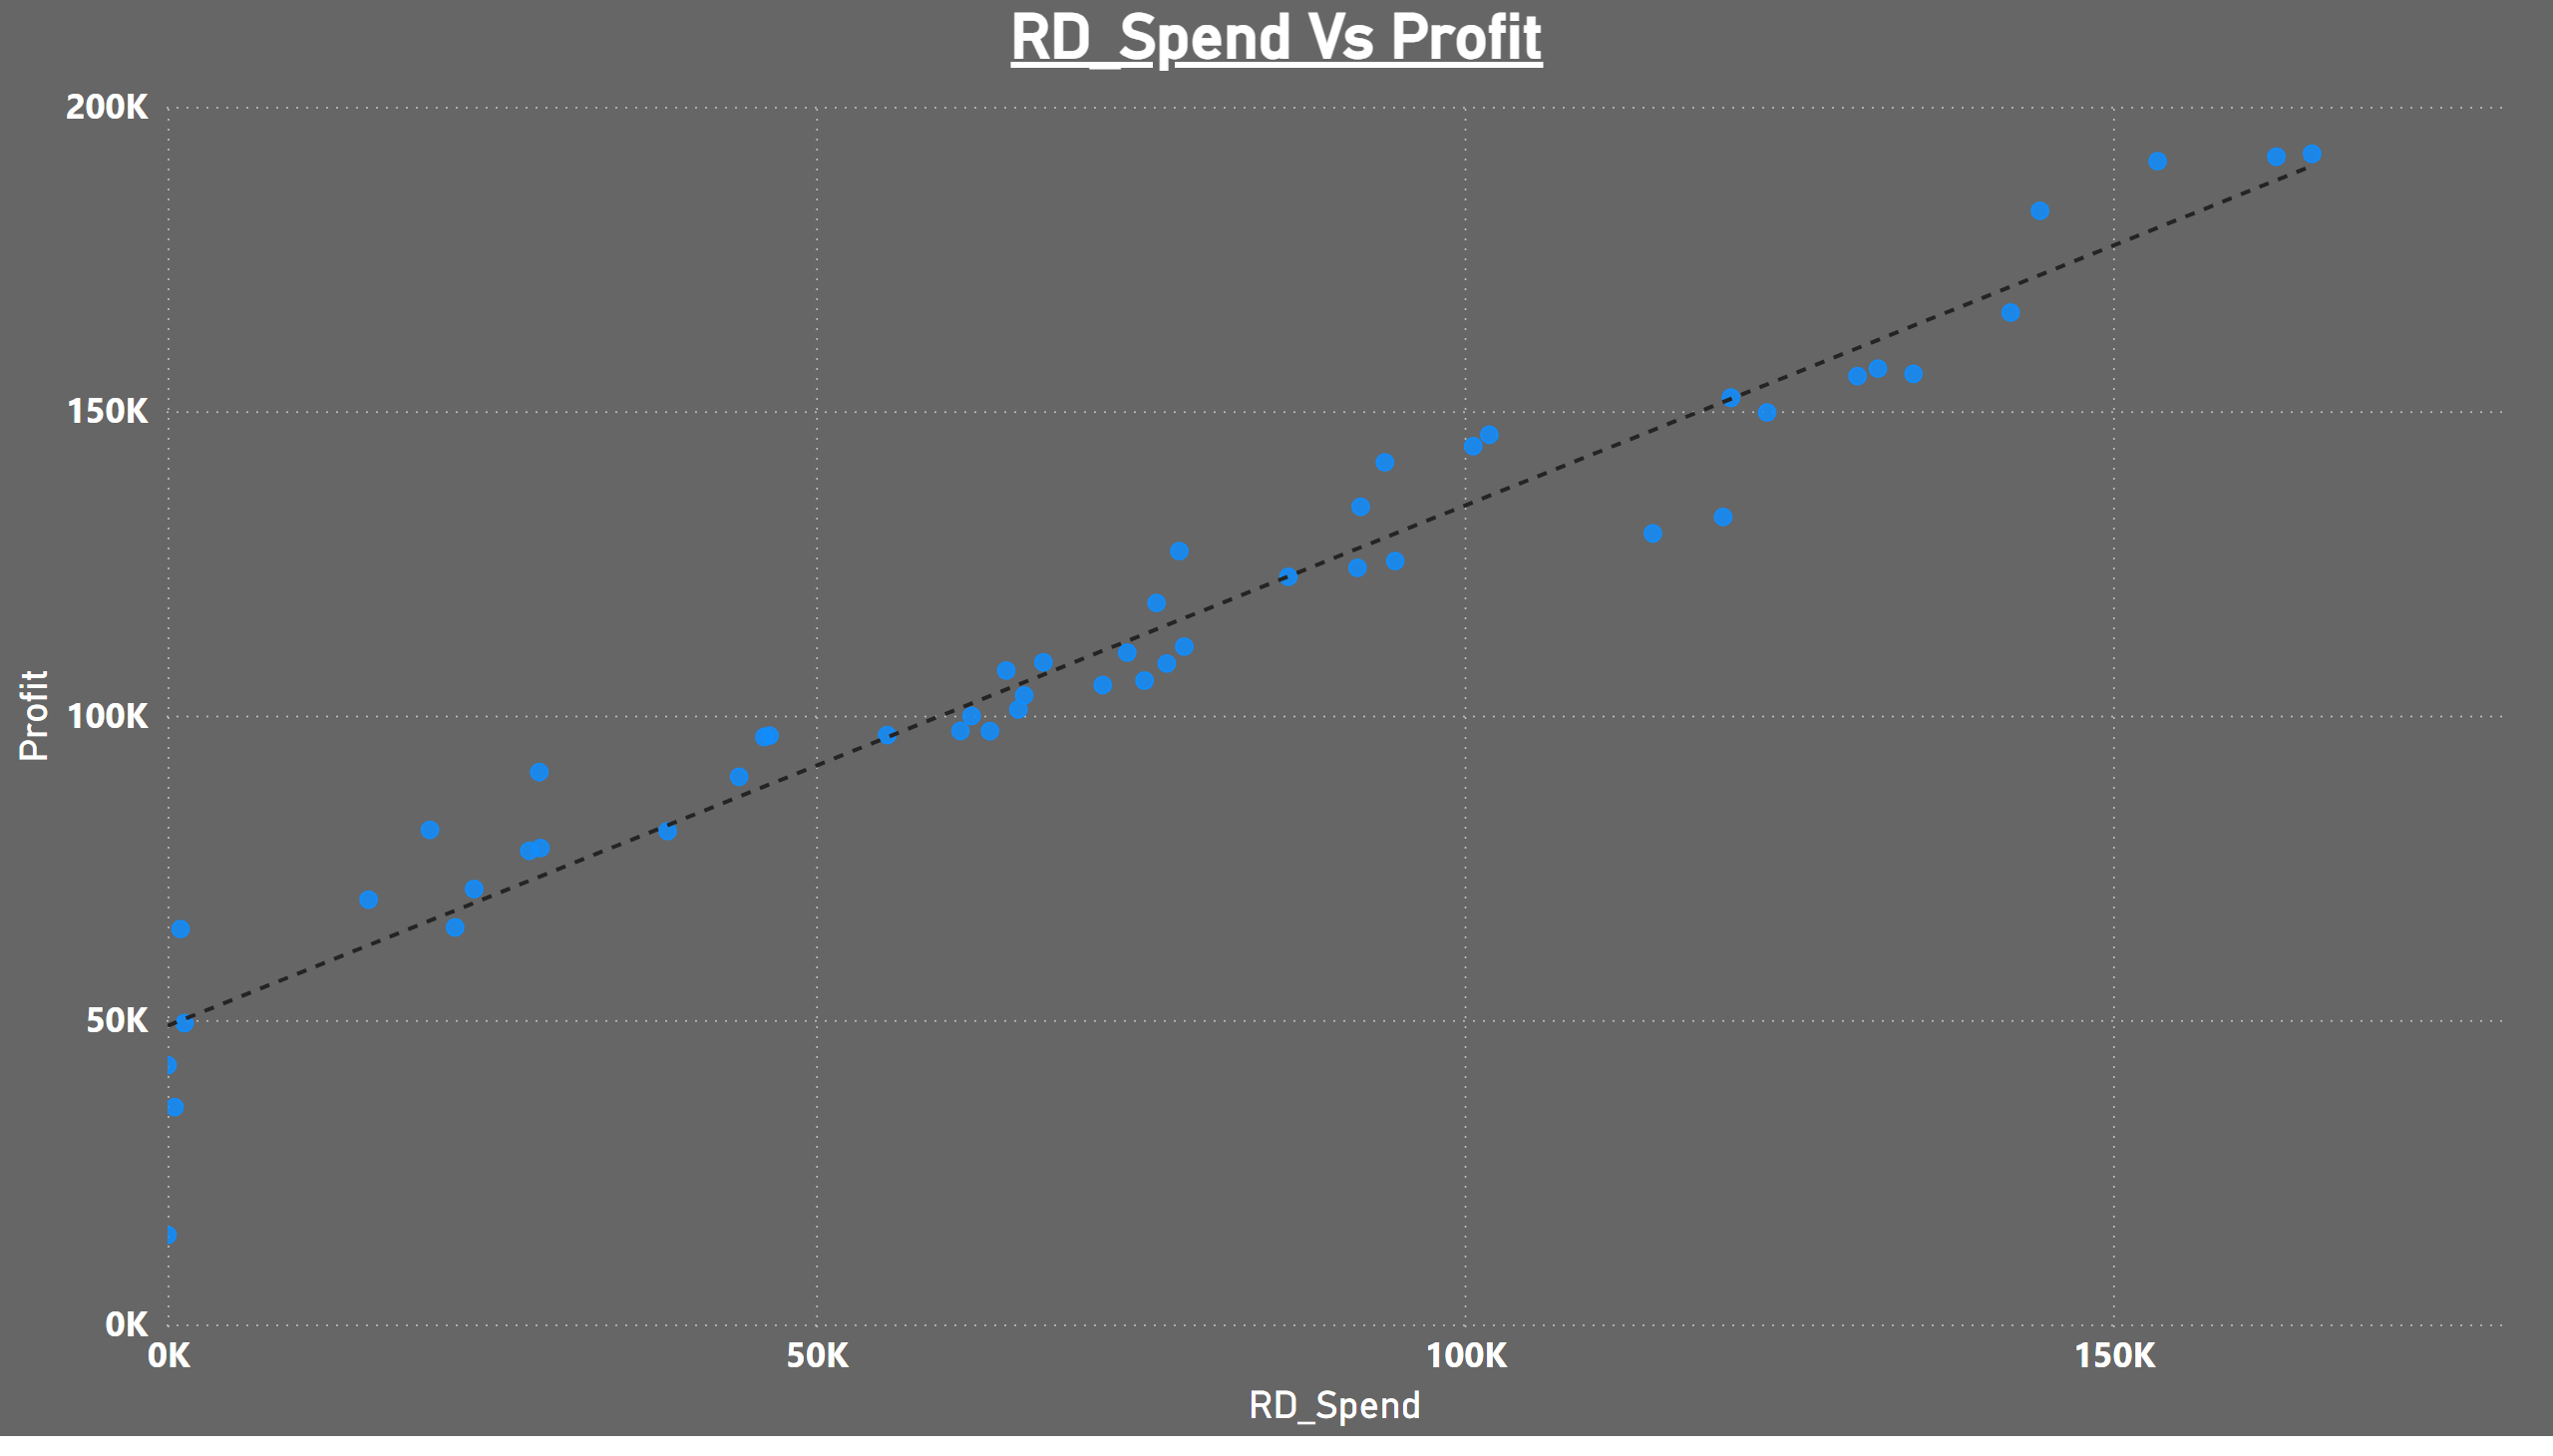 RD_Spend Vs Profit
200K
150K
100K
50K
0K
Profit
0K 50K 100K 150K
RD_Spend